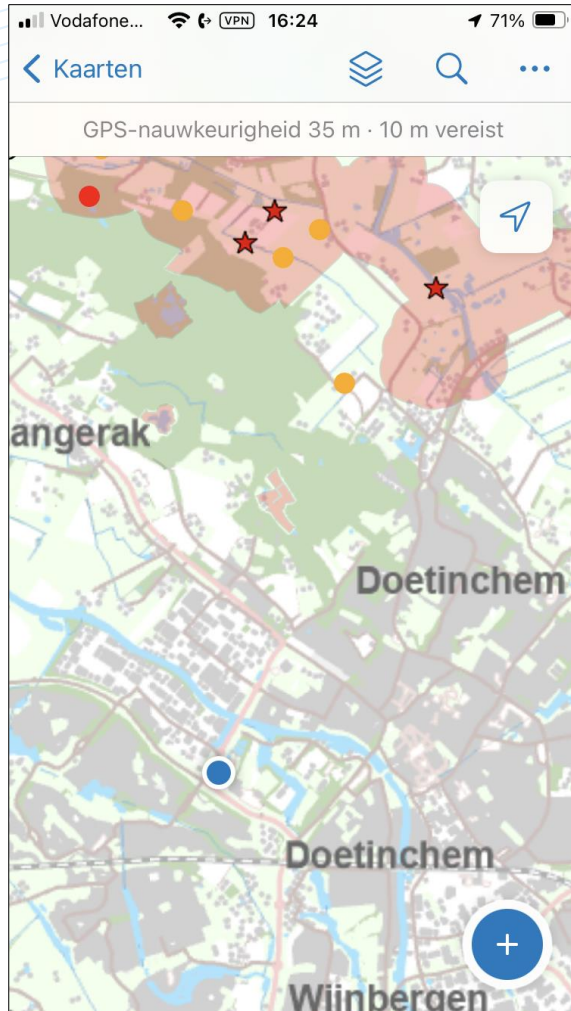 Vodafone... VPN 16:24 71%
Kaarten
GPS-nauwkeurigheid 35 m · 10 m vereist
angerak
Doetinchem
Doetinchem
Wijnbergen